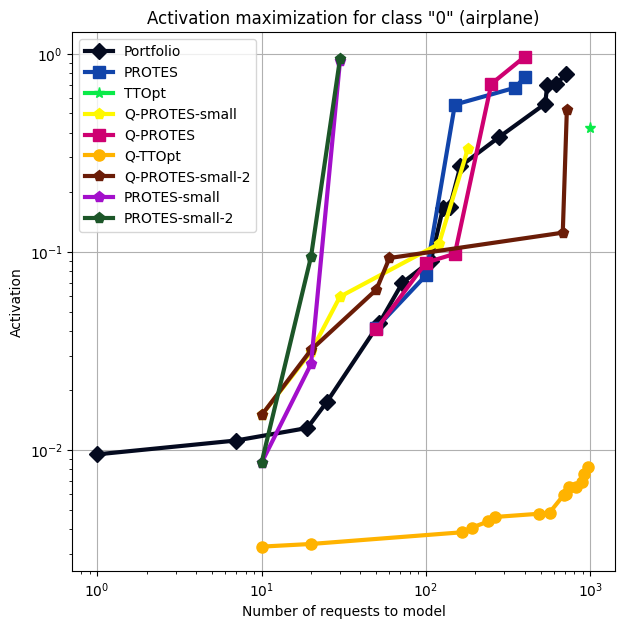 Activation maximization for class "0" (airplane)
Portfolio
PROTES
TTOpt
Q-PROTES-small
Q-PROTES
Q-TTOpt
Q-PROTES-small-2
PROTES-small
PROTES-small-2
10⁰
10⁻¹
10⁻²
Activation
10⁰ 10¹ 10² 10³
Number of requests to model